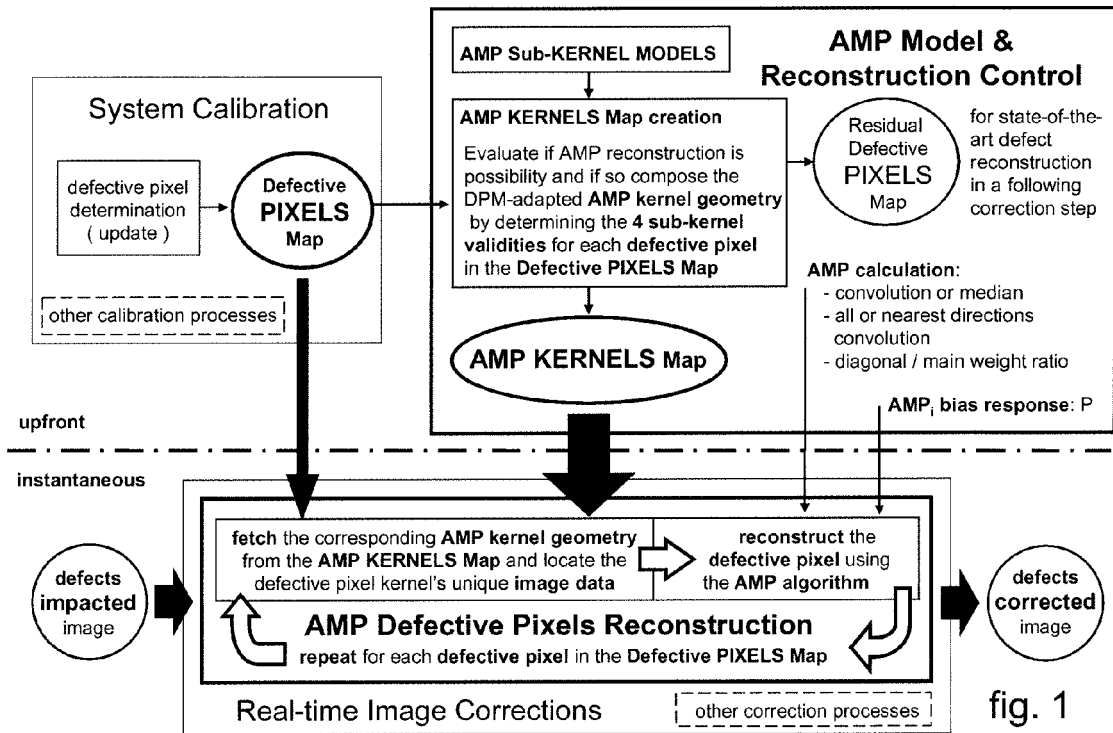 System Calibration
defective pixel
determination
( update )
Defective
PIXELS
Map
other calibration processes
upfront
AMP Sub-KERNEL MODELS
AMP Model &
Reconstruction Control
AMP KERNELS Map creation
Evaluate if AMP reconstruction is
possibility and if so compose the
DPM-adapted AMP kernel geometry
by determining the 4 sub-kernel
validities for each defective pixel
in the Defective PIXELS Map
Residual
Defective
PIXELS
Map
for state-of-the-
art defect
reconstruction
in a following
correction step
AMP KERNELS Map
AMP calculation:
- convolution or median
- all or nearest directions
convolution
- diagonal / main weight ratio
AMPi bias response: P
instantaneous
defects
impacted
image
fetch the corresponding AMP kernel geometry
from the AMP KERNELS Map and locate the
defective pixel kernel's unique image data
reconstruct the
defective pixel using
the AMP algorithm
AMP Defective Pixels Reconstruction
repeat for each defective pixel in the Defective PIXELS Map
defects
corrected
image
Real-time Image Corrections
other correction processes
fig. 1